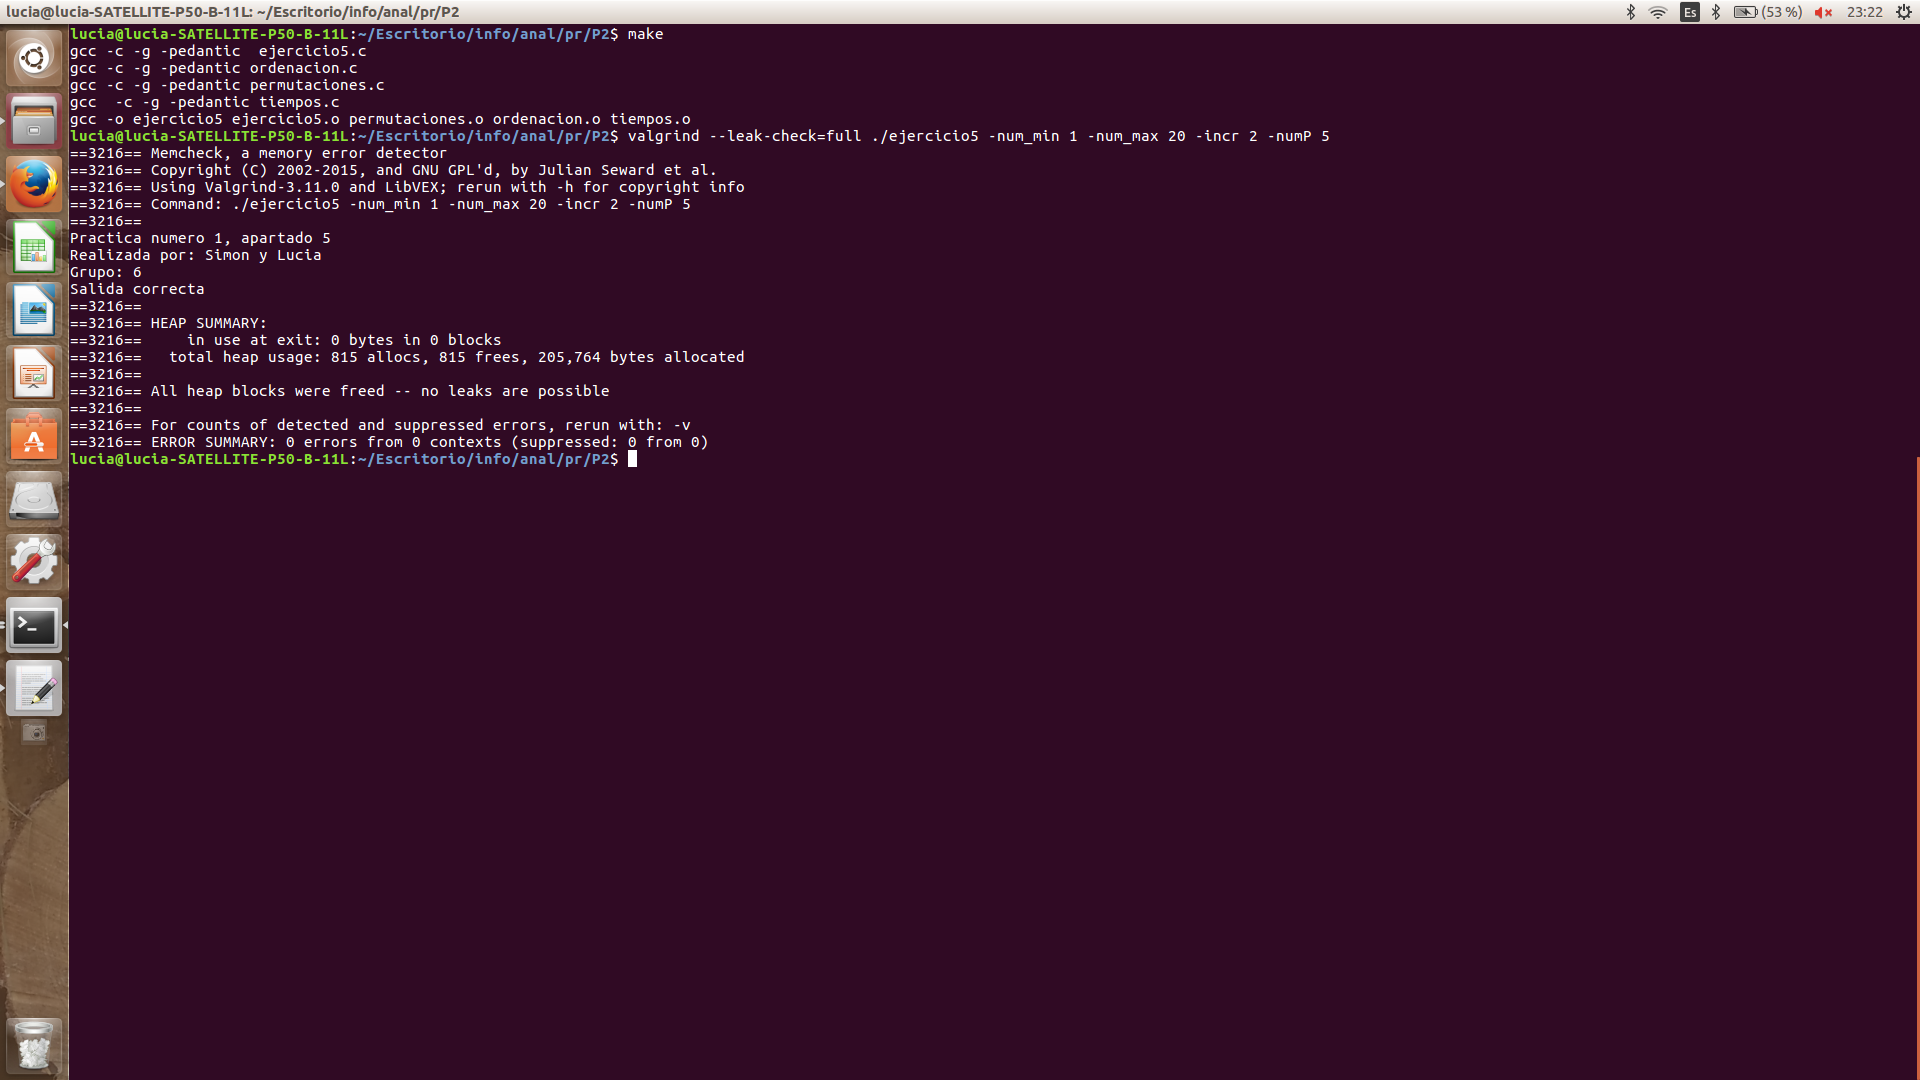 lucia@lucia-SATELLITE-P50-B-11L: ~/Escritorio/info/anal/pr/P2
Es
(53 %)
23:22
lucia@lucia-SATELLITE-P50-B-11L:~/Escritorio/info/anal/pr/P2$ make
gcc -c -g -pedantic  ejercicio5.c
gcc -c -g -pedantic ordenacion.c
gcc -c -g -pedantic permutaciones.c
gcc  -c -g -pedantic tiempos.c
gcc -o ejercicio5 ejercicio5.o permutaciones.o ordenacion.o tiempos.o
lucia@lucia-SATELLITE-P50-B-11L:~/Escritorio/info/anal/pr/P2$ valgrind --leak-check=full ./ejercicio5 -num_min 1 -num_max 20 -incr 2 -numP 5
==3216== Memcheck, a memory error detector
==3216== Copyright (C) 2002-2015, and GNU GPL'd, by Julian Seward et al.
==3216== Using Valgrind-3.11.0 and LibVEX; rerun with -h for copyright info
==3216== Command: ./ejercicio5 -num_min 1 -num_max 20 -incr 2 -numP 5
==3216==
Practica numero 1, apartado 5
Realizada por: Simon y Lucia
Grupo: 6
Salida correcta
==3216==
==3216== HEAP SUMMARY:
==3216==     in use at exit: 0 bytes in 0 blocks
==3216==   total heap usage: 815 allocs, 815 frees, 205,764 bytes allocated
==3216==
==3216== All heap blocks were freed -- no leaks are possible
==3216==
==3216== For counts of detected and suppressed errors, rerun with: -v
==3216== ERROR SUMMARY: 0 errors from 0 contexts (suppressed: 0 from 0)
lucia@lucia-SATELLITE-P50-B-11L:~/Escritorio/info/anal/pr/P2$